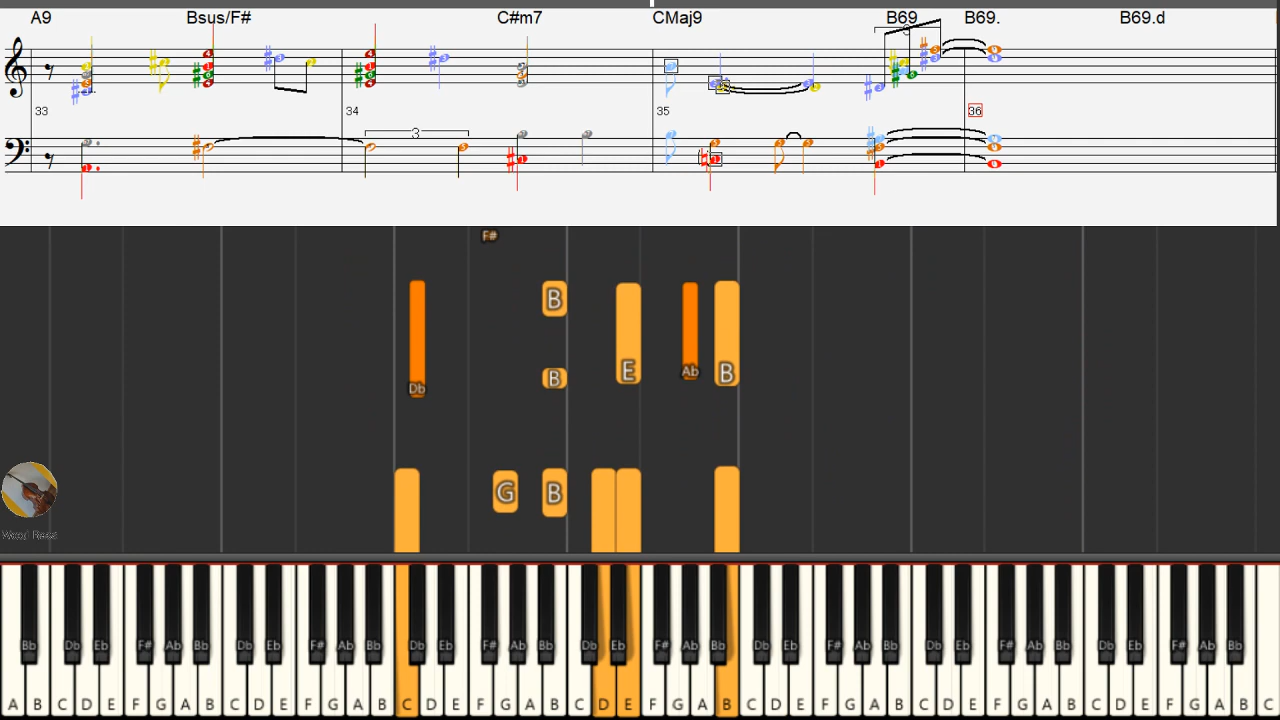 A9 Bsus/F# C#m7 CMaj9 B69 B69. B69.d
3
33 34 35 36
3
F#
B
E Ab B
Db B
G B
Bb Db Eb F# Ab Bb Db Eb F# Ab Bb Db Eb F# Ab Bb Db Eb F# Ab Bb Db Eb F# Ab Bb Db Eb F# Ab Bb Db Eb F# Ab Bb
A B C D E F G A B C D E F G A B C D E F G A B C D E F G A B C D E F G A B C D E F G A B C D E F G A B C